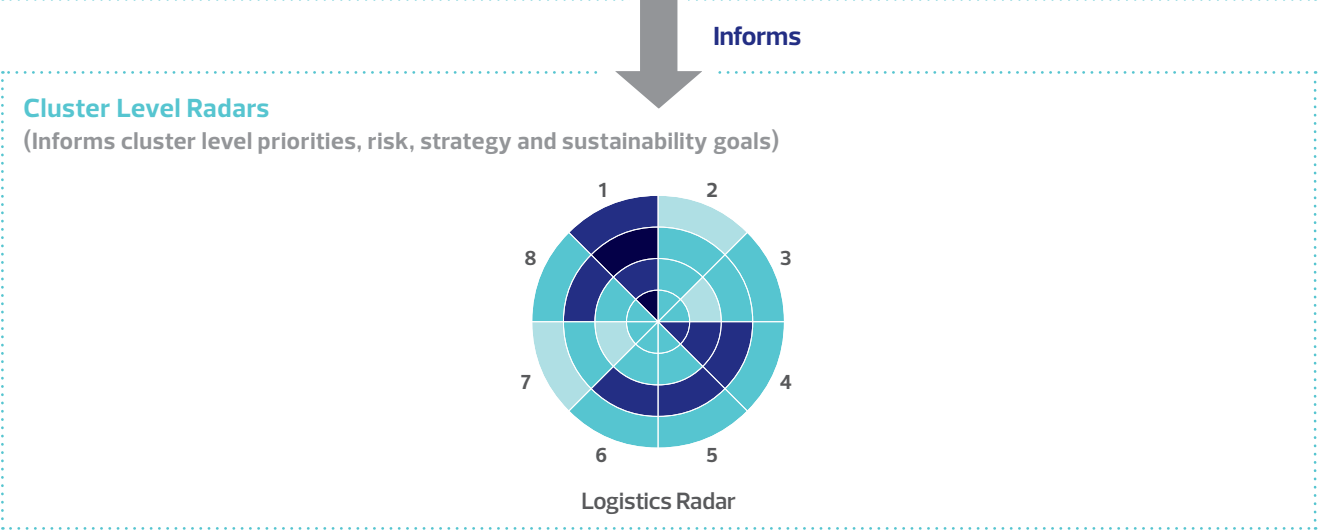 Informs
Cluster Level Radars
(Informs cluster level priorities, risk, strategy and sustainability goals)
1
2
8
3
7
4
6
5
Logistics Radar